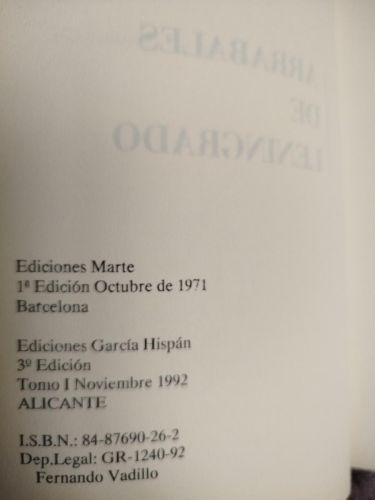 ARRABALES
DE
LENINGRADO
Ediciones Marte
1ª Edición Octubre de 1971
Barcelona
Ediciones García Hispán
3º Edición
Tomo I Noviembre 1992
ALICANTE
I.S.B.N.: 84-87690-26-2
Dep.Legal: GR-1240-92
Fernando Vadillo